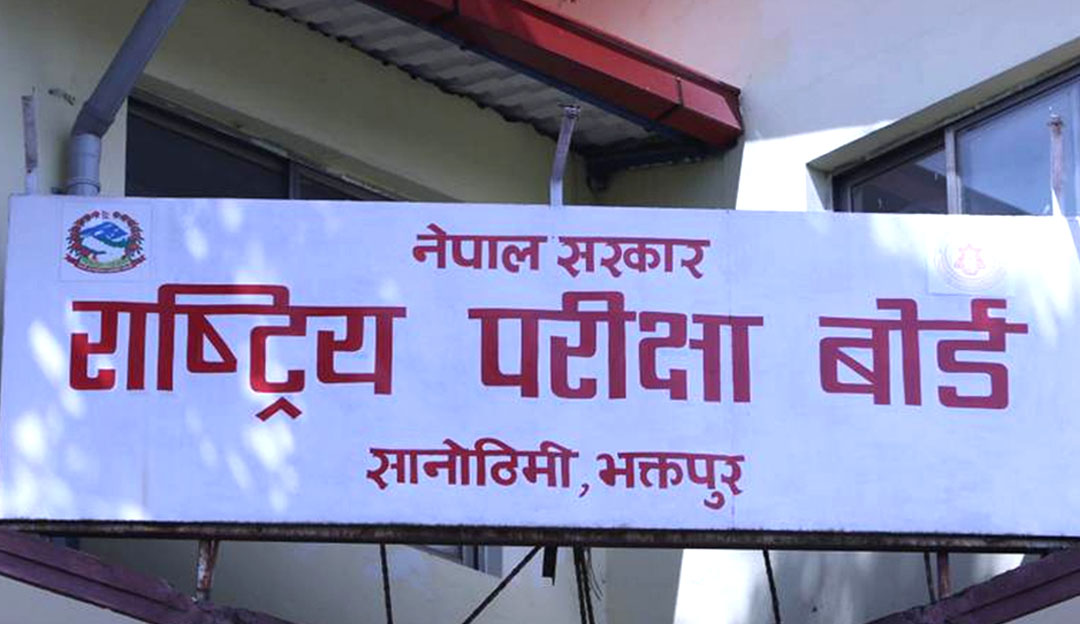 नेपाल सरकार
राष्ट्रिय परीक्षा बोर्ड
सानोठिमी, भक्तपुर